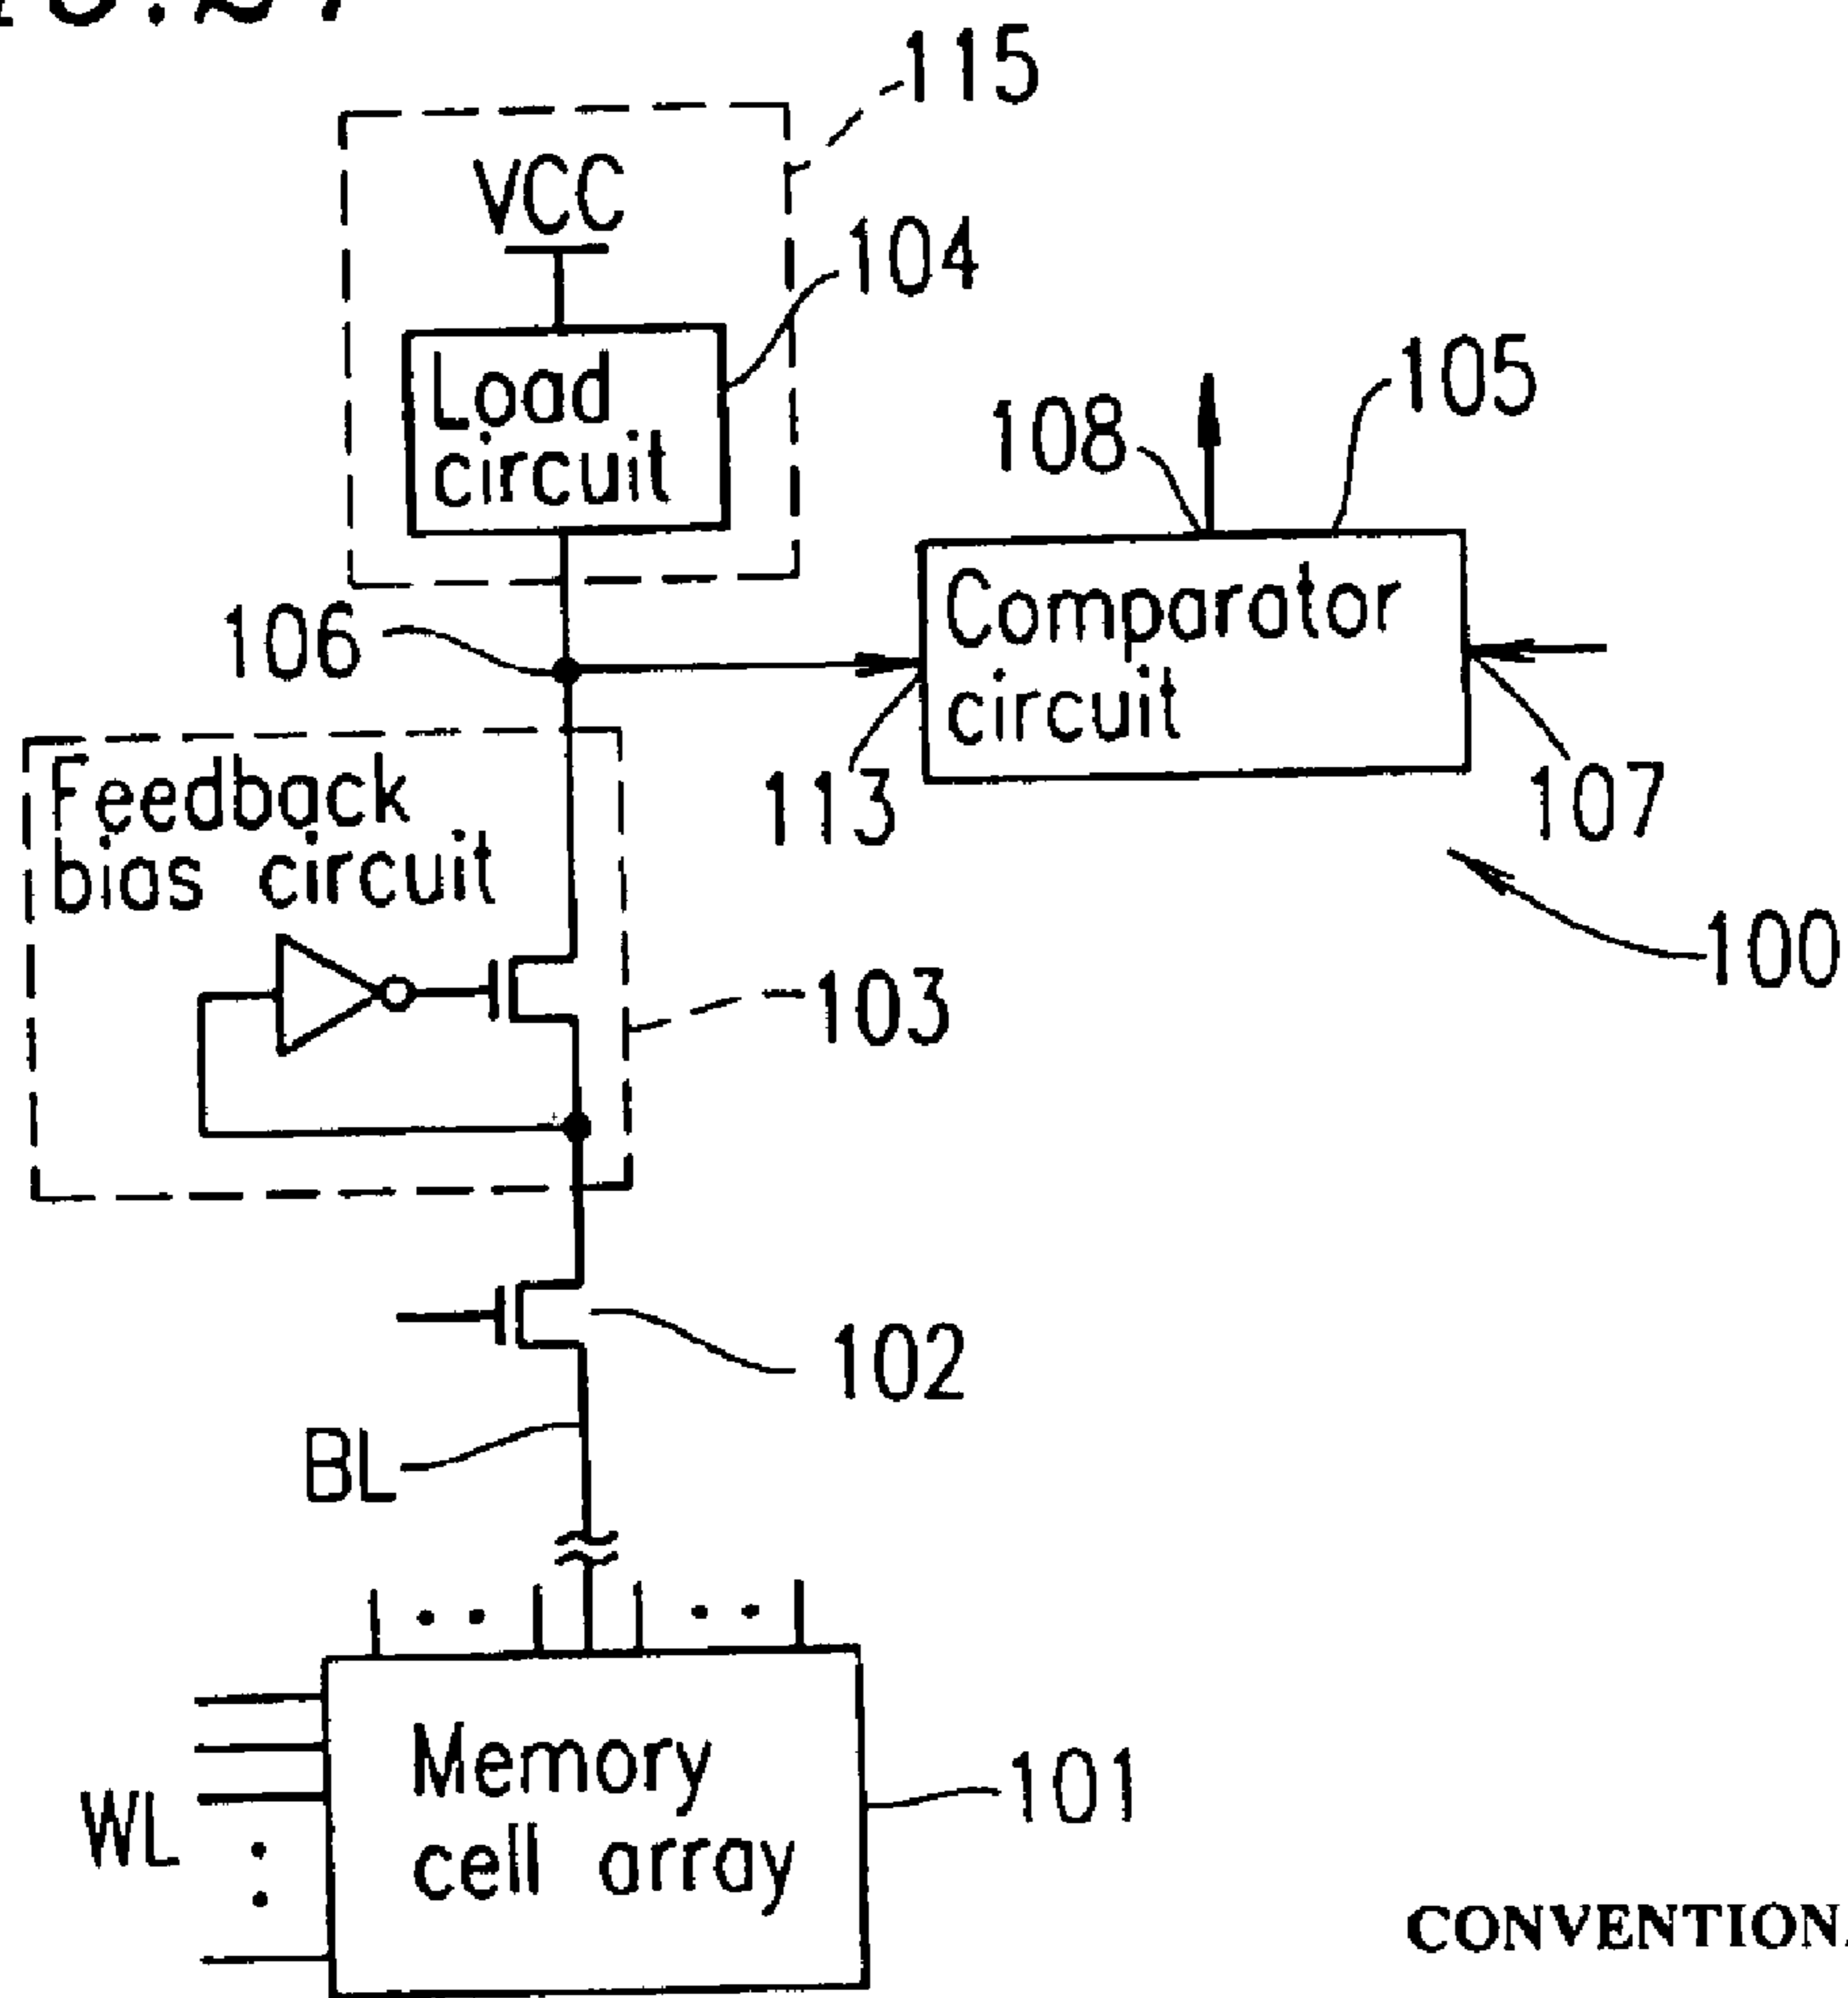 115
VCC
104
Load
circuit
105
108
Comparator
circuit
106
113
107
Feedback
bias circuit
100
103
102
BL
Memory
cell array
101
WL